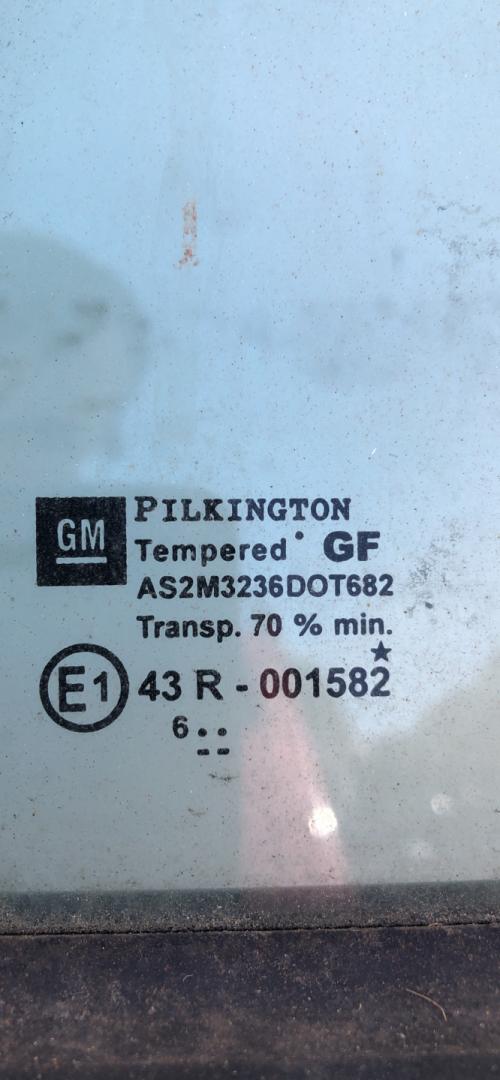 GM
PILKINGTON
Tempered • GF
AS2M3236DOT682
Transp. 70 % min.
★
E1 43 R - 001582
6 . .